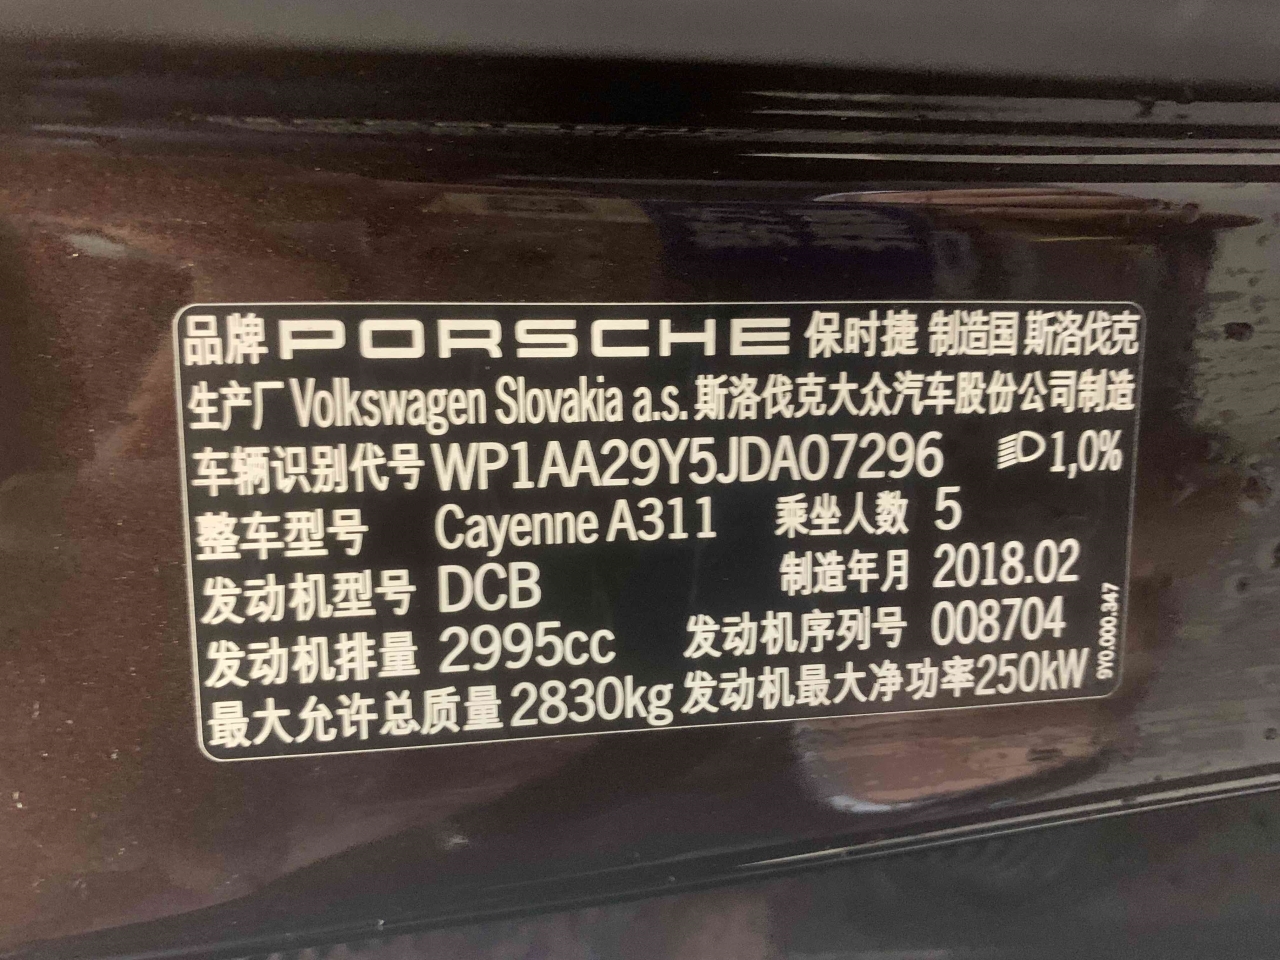 品牌 PORSCHE 保时捷 制造国 斯洛伐克
生产厂 Volkswagen Slovakia a.s. 斯洛伐克大众汽车股份公司制造
车辆识别代号 WP1AA29Y5JDA07296 1,0%
整车型号 Cayenne A311 乘坐人数 5
发动机型号 DCB 制造年月 2018.02
发动机排量 2995cc 发动机序列号 008704
最大允许总质量 2830kg 发动机最大净功率250kW
9Y0.000.347